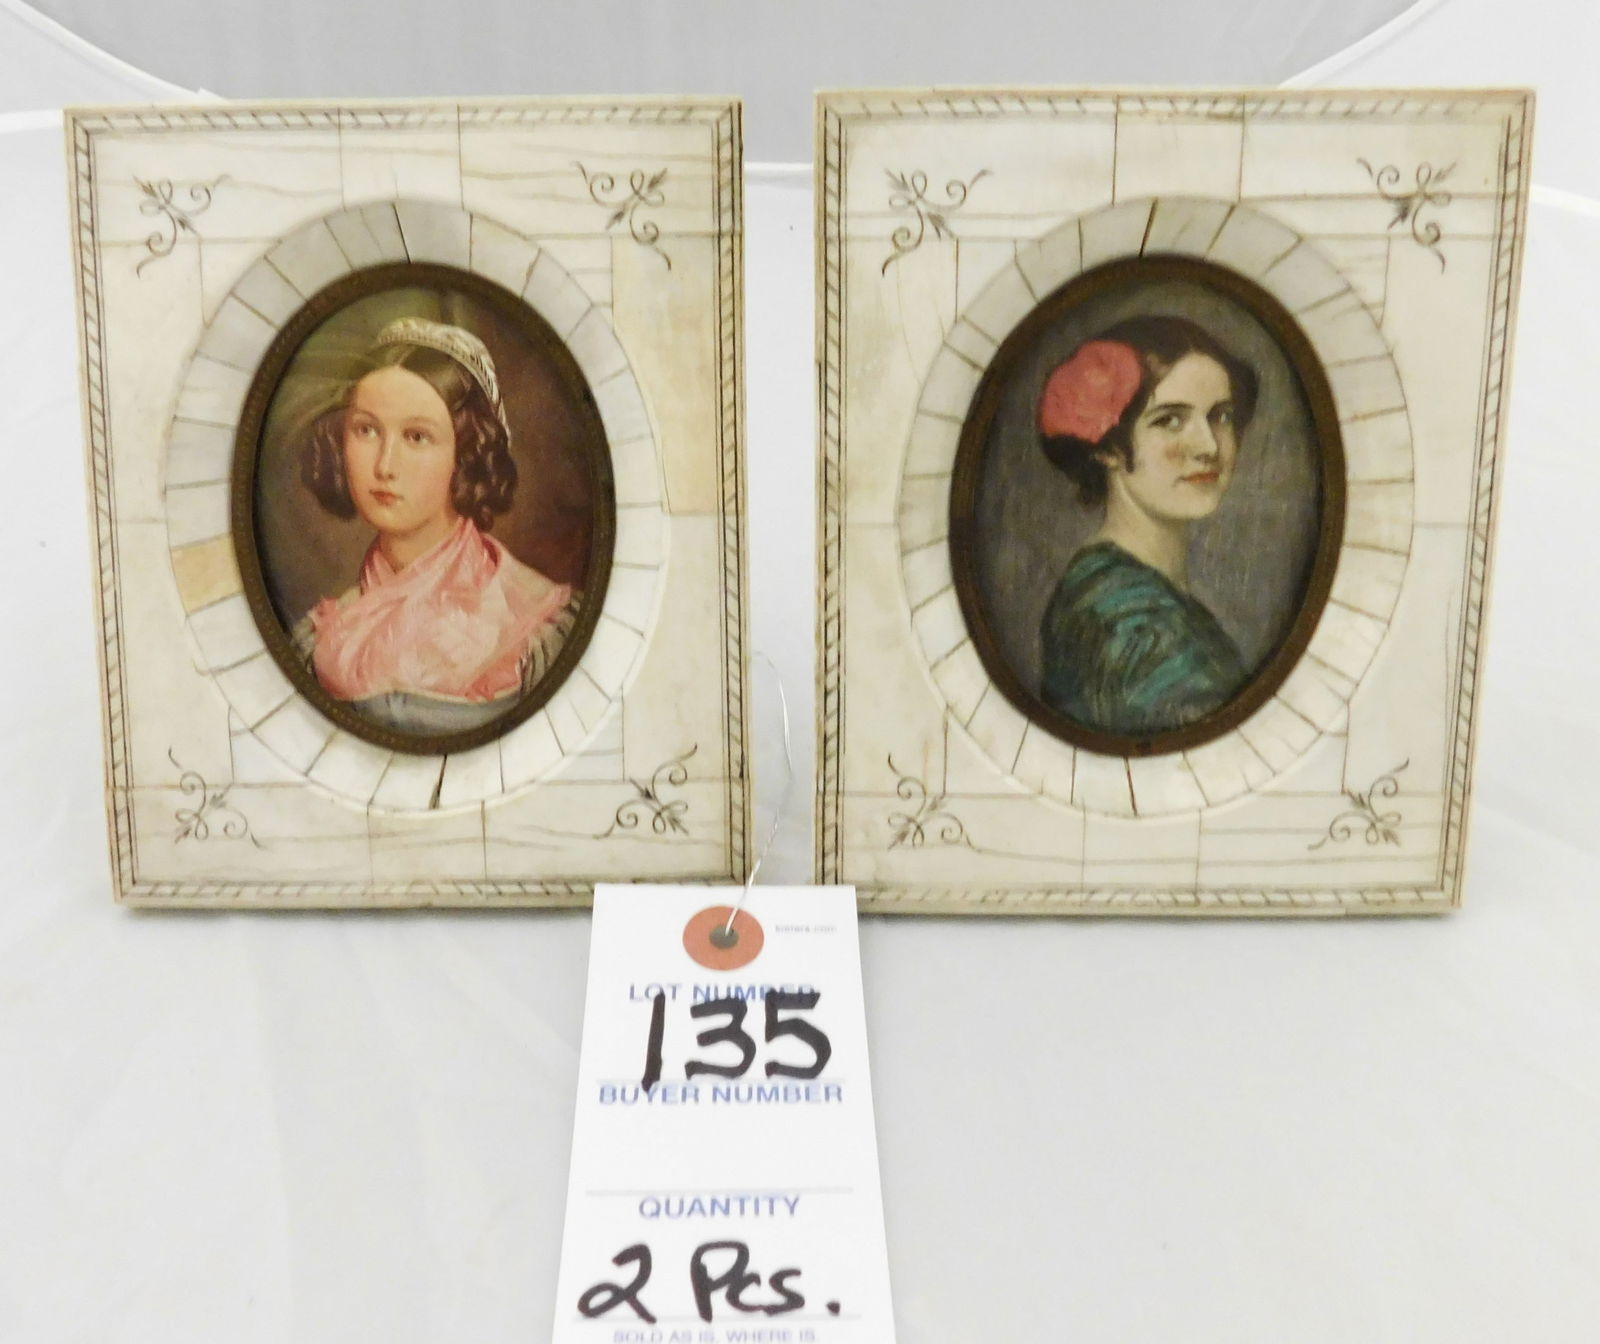 LOT NUMBER
135
BUYER NUMBER
QUANTITY
2 Pcs.
SOLD AS IS, WHERE IS.